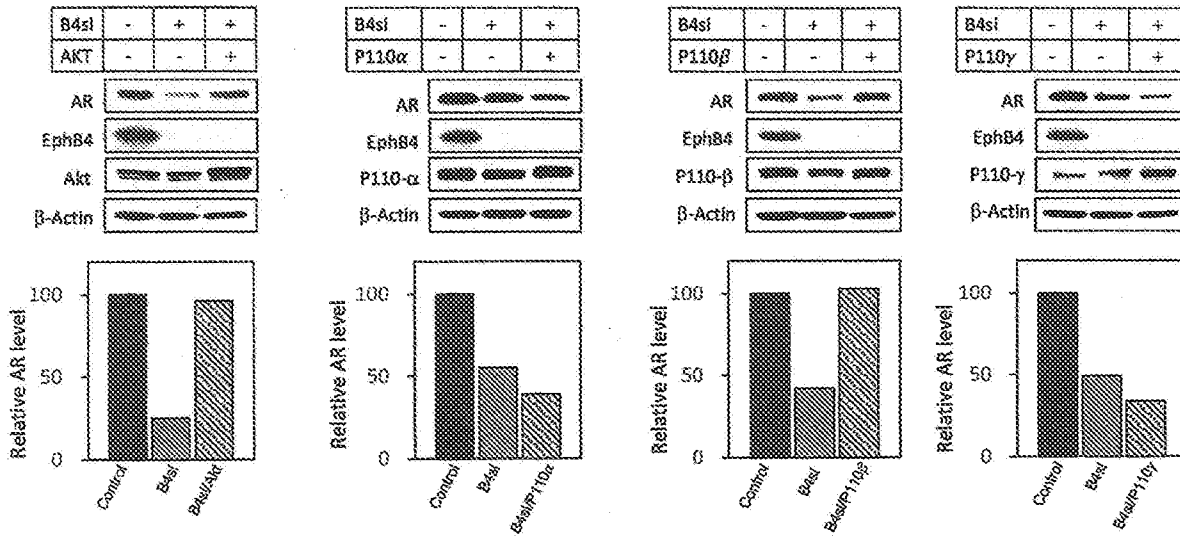 B4si - + +
AKT - - +
AR
EphB4
Akt
β-Actin
Relative AR level
100
50
0
Control
B4si
B4si/Akt
B4si - + +
P110α - - +
AR
EphB4
P110-α
β-Actin
Relative AR level
100
50
0
Control
B4si
B4si/P110α
B4si - + +
P110β - - +
AR
EphB4
P110-β
β-Actin
Relative AR level
100
50
0
Control
B4si
B4si/P110β
B4si - + +
P110γ - - +
AR
EphB4
P110-γ
β-Actin
Relative AR level
100
50
0
Control
B4si
B4si/P110γ